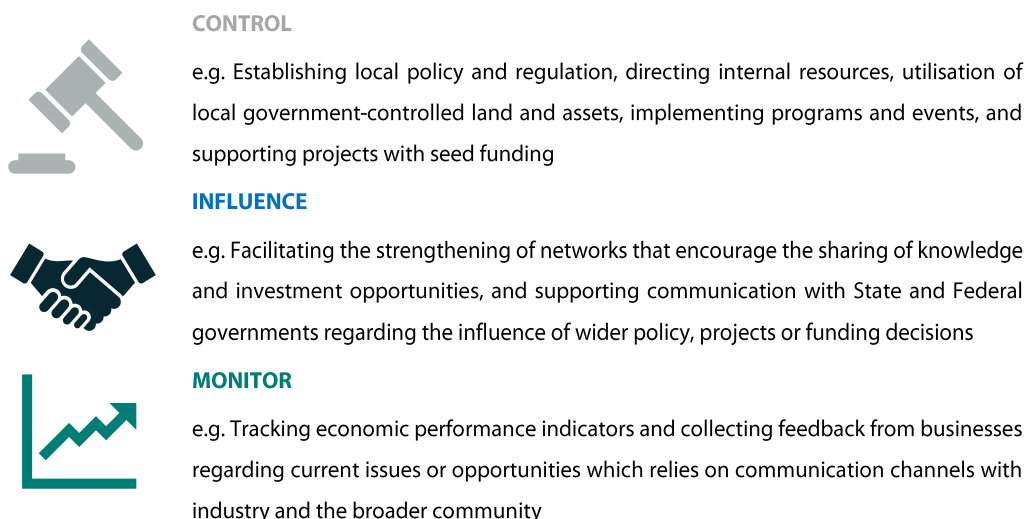 CONTROL
e.g. Establishing local policy and regulation, directing internal resources, utilisation of
local government-controlled land and assets, implementing programs and events, and
supporting projects with seed funding
INFLUENCE
e.g. Facilitating the strengthening of networks that encourage the sharing of knowledge
and investment opportunities, and supporting communication with State and Federal
governments regarding the influence of wider policy, projects or funding decisions
MONITOR
e.g. Tracking economic performance indicators and collecting feedback from businesses
regarding current issues or opportunities which relies on communication channels with
industry and the broader community